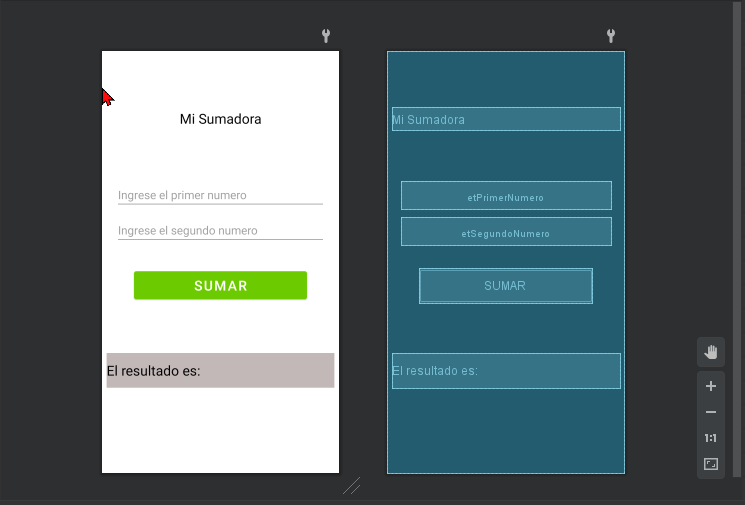 Mi Sumadora
Ingrese el primer numero
Ingrese el segundo numero
SUMAR
El resultado es:
Mi Sumadora
etPrimerNumero
etSegundoNumero
SUMAR
El resultado es:
1:1